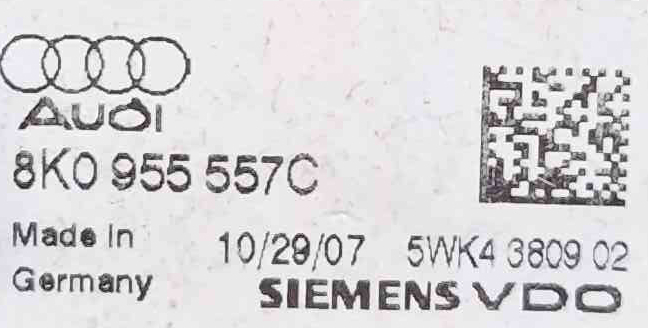 Audi
8K0 955 557C
Made in
Germany
10/29/07 5WK4 3809 02
SIEMENS VDO